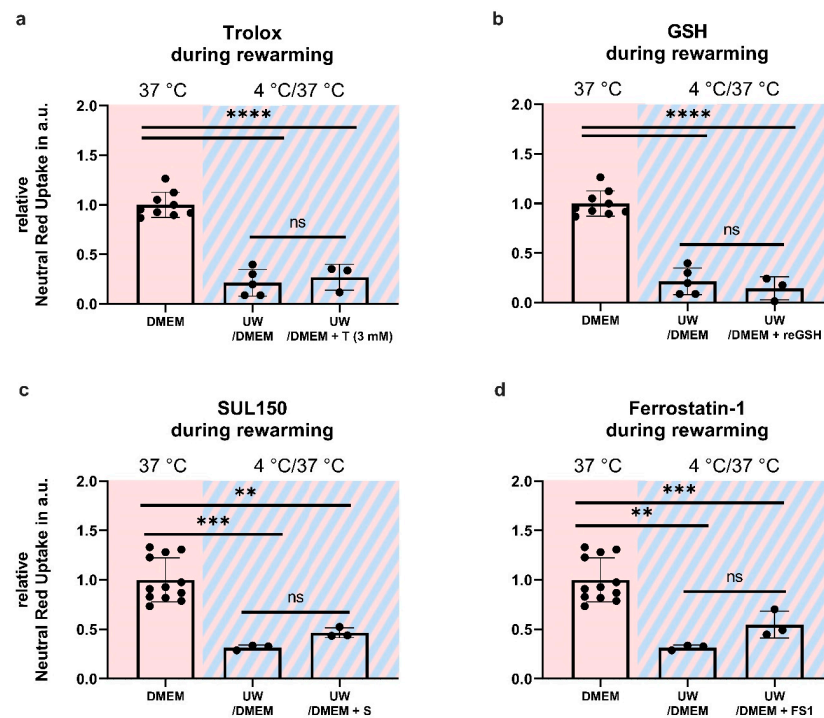 a
Trolox
during rewarming
37 °C
4 °C/37 °C
relative
Neutral Red Uptake in a.u.
2.0
1.5
1.0
0.5
0.0
****
ns
DMEM
UW
/DMEM
UW
/DMEM + T (3 mM)
b
GSH
during rewarming
37 °C
4 °C/37 °C
2.0
1.5
1.0
0.5
0.0
****
ns
DMEM
UW
/DMEM
UW
/DMEM + reGSH
c
SUL150
during rewarming
37 °C
4 °C/37 °C
relative
Neutral Red Uptake in a.u.
2.0
1.5
1.0
0.5
0.0
**
***
ns
DMEM
UW
/DMEM
UW
/DMEM + S
d
Ferrostatin-1
during rewarming
37 °C
4 °C/37 °C
2.0
1.5
1.0
0.5
0.0
***
**
ns
DMEM
UW
/DMEM
UW
/DMEM + FS1